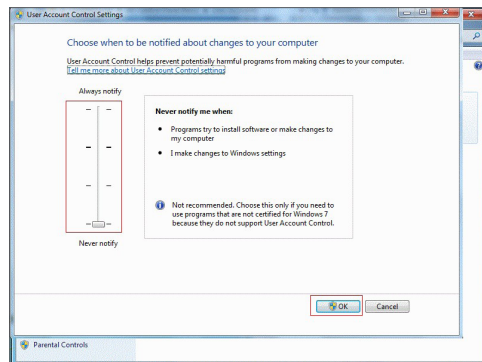 User Account Control Settings
Choose when to be notified about changes to your computer
User Account Control helps prevent potentially harmful programs from making changes to your computer.
Tell me more about User Account Control settings
Always notify
Never notify me when:
Programs try to install software or make changes to
my computer
I make changes to Windows settings
Not recommended. Choose this only if you need to
use programs that are not certified for Windows 7
because they do not support User Account Control.
Never notify
OK
Cancel
Parental Controls